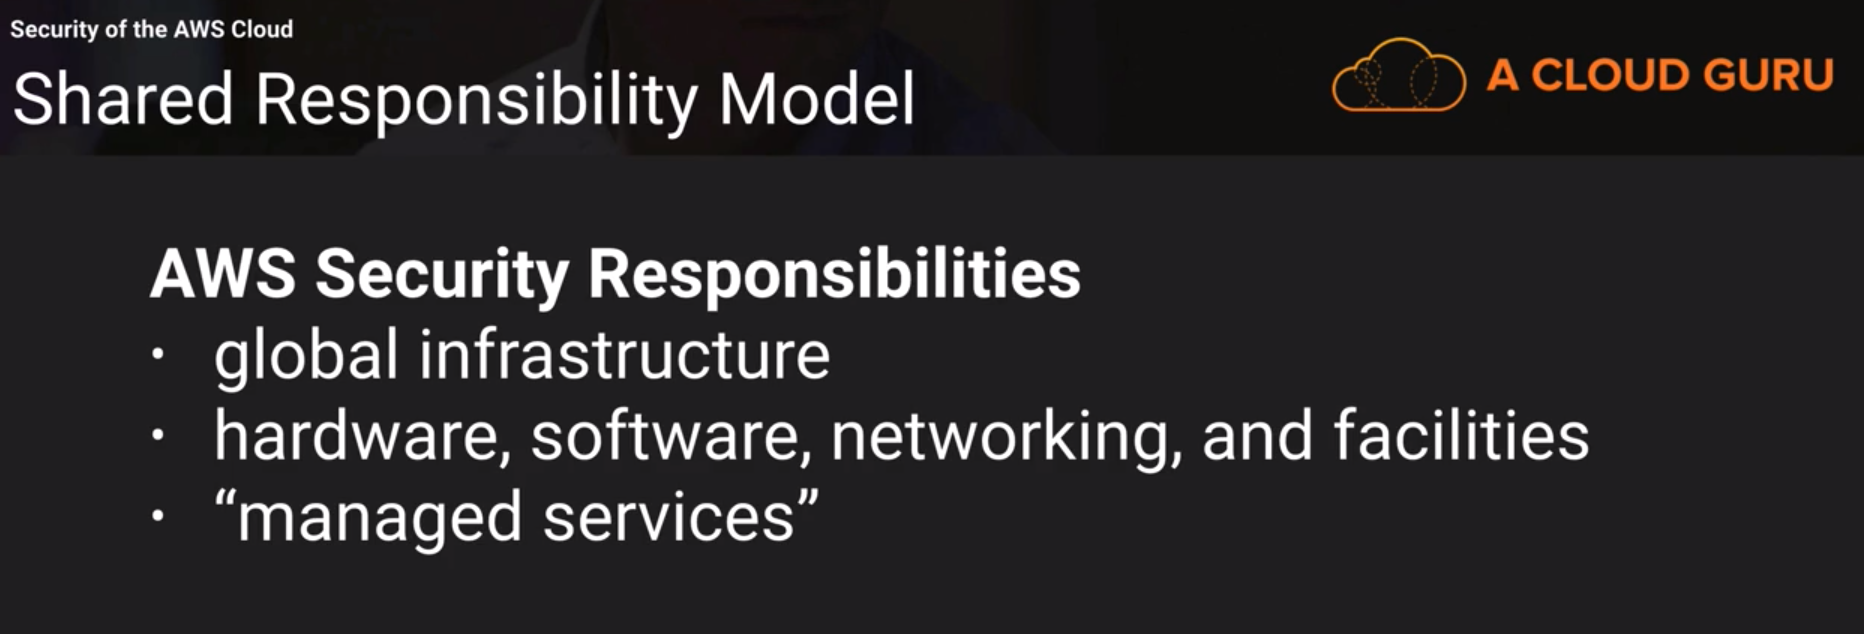 Security of the AWS Cloud
Shared Responsibility Model
A CLOUD GURU
AWS Security Responsibilities
• global infrastructure
• hardware, software, networking, and facilities
• “managed services”